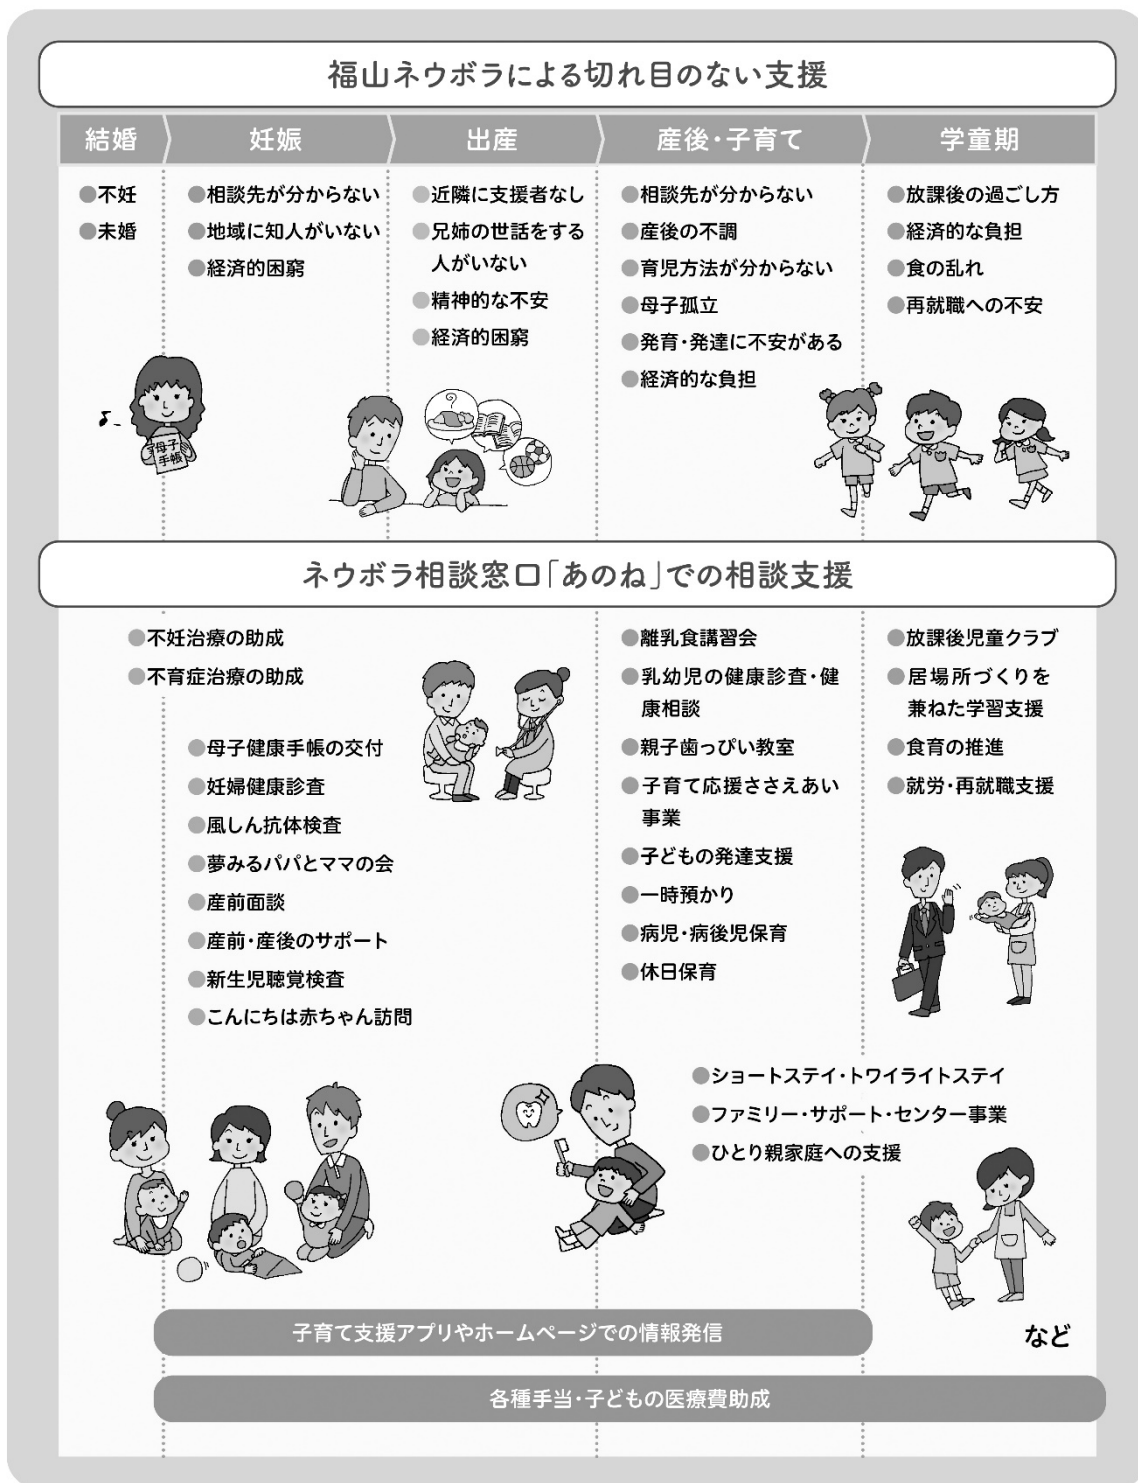 福山ネウボラによる切れ目のない支援
結婚
妊娠
出産
産後・子育て
学童期
●不妊
●未婚
●相談先が分からない
●地域に知人がいない
●経済的困窮
●近隣に支援者なし
●兄姉の世話をする
人がいない
●精神的な不安
●経済的困窮
●相談先が分からない
●産後の不調
●育児方法が分からない
●母子孤立
●発育・発達に不安がある
●経済的な負担
●放課後の過ごし方
●経済的な負担
●食の乱れ
●再就職への不安
母子
手帳
ネウボラ相談窓口「あのね」での相談支援
●不妊治療の助成
●不育症治療の助成
●母子健康手帳の交付
●妊婦健康診査
●風しん抗体検査
●夢みるパパとママの会
●産前面談
●産前・産後のサポート
●新生児聴覚検査
●こんにちは赤ちゃん訪問
●離乳食講習会
●乳幼児の健康診査・健
康相談
●親子歯っぴい教室
●子育て応援ささえあい
事業
●子どもの発達支援
●一時預かり
●病児・病後児保育
●休日保育
●放課後児童クラブ
●居場所づくりを
兼ねた学習支援
●食育の推進
●就労・再就職支援
●ショートステイ・トワイライトステイ
●ファミリー・サポート・センター事業
●ひとり親家庭への支援
子育て支援アプリやホームページでの情報発信
など
各種手当・子どもの医療費助成